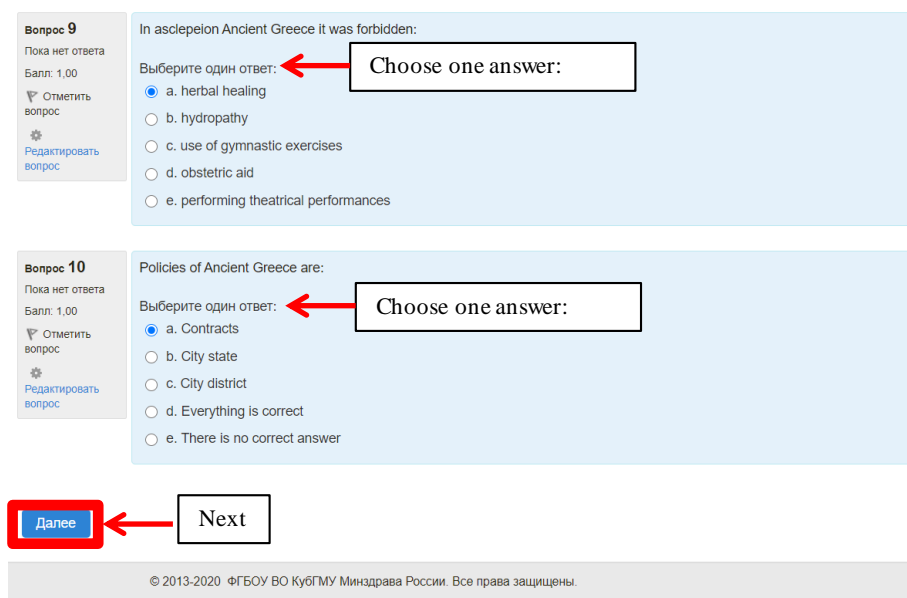 Вопрос 9
Пока нет ответа
Балл: 1,00
Отметить
вопрос
Редактировать
вопрос
In asclepeion Ancient Greece it was forbidden:
Выберите один ответ:
Choose one answer:
a. herbal healing
b. hydropathy
c. use of gymnastic exercises
d. obstetric aid
e. performing theatrical performances
Вопрос 10
Пока нет ответа
Балл: 1,00
Отметить
вопрос
Редактировать
вопрос
Policies of Ancient Greece are:
Выберите один ответ:
Choose one answer:
a. Contracts
b. City state
c. City district
d. Everything is correct
e. There is no correct answer
Далее
Next
© 2013-2020 ФГБОУ ВО КубГМУ Минздрава России. Все права защищены.